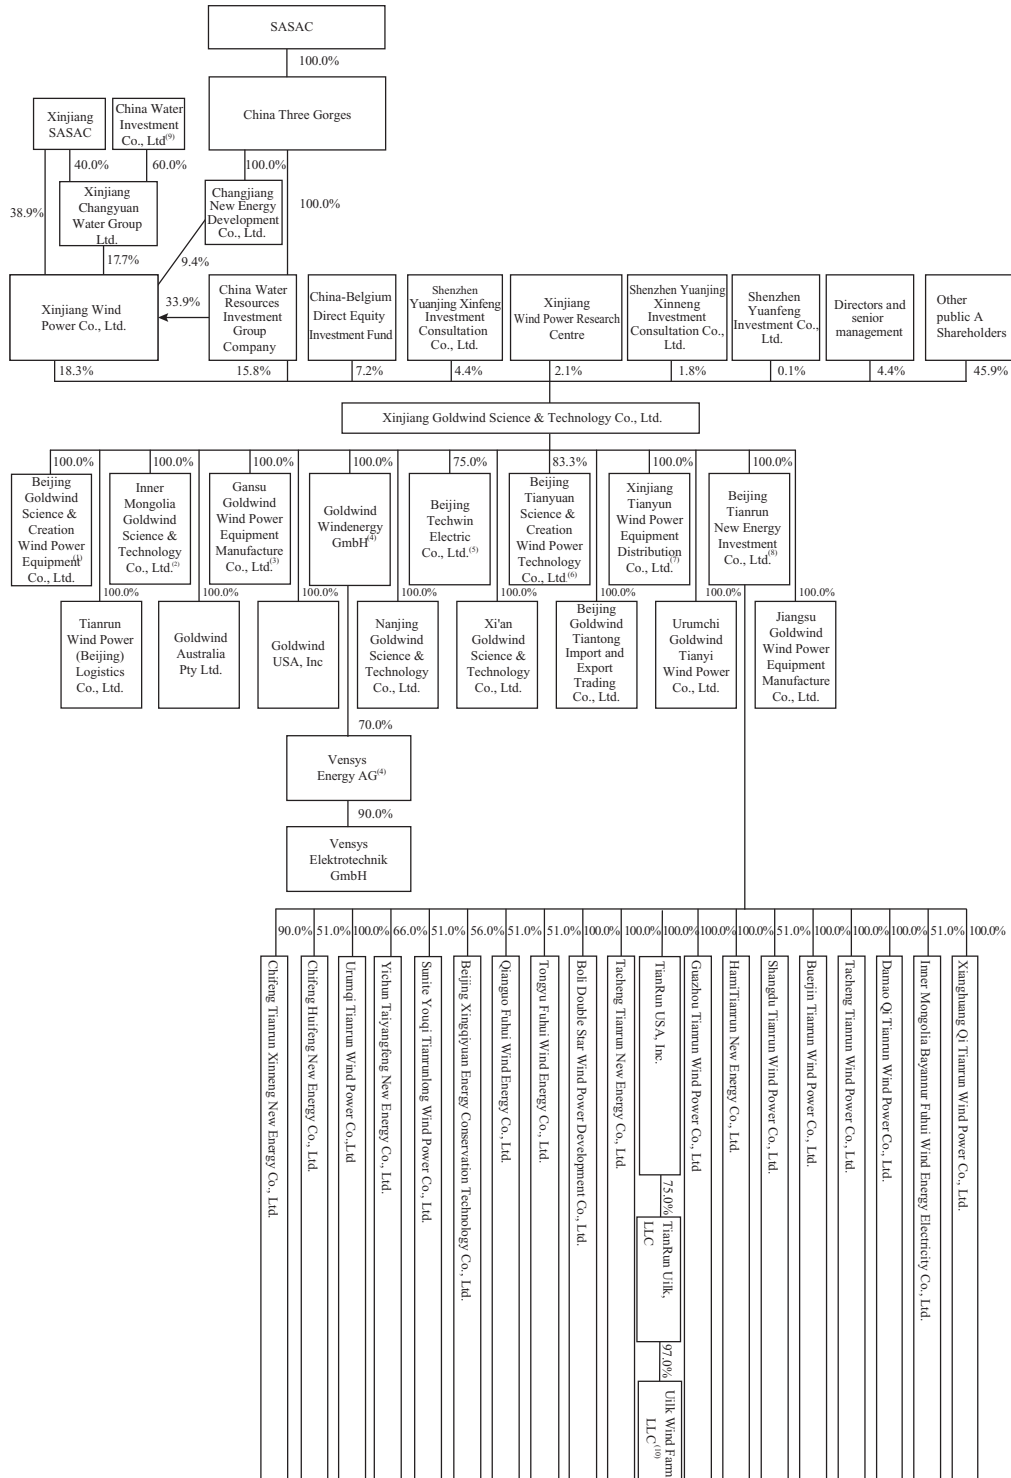 SASAC
100.0%
China Three Gorges
Xinjiang
SASAC
China Water
Investment
Co., Ltd(9)
40.0%
60.0%
100.0%
100.0%
38.9%
Xinjiang
Changyuan
Water Group
Ltd.
Changjiang
New Energy
Development
Co., Ltd.
17.7%
9.4%
33.9%
Xinjiang Wind
Power Co., Ltd.
China Water
Resources
Investment
Group
Company
China-Belgium
Direct Equity
Investment Fund
Shenzhen
Yuanjing Xinfeng
Investment
Consultation
Co., Ltd.
Xinjiang
Wind Power Research
Centre
Shenzhen Yuanjing
Xinneng
Investment
Consultation Co.,
Ltd.
Shenzhen
Yuanfeng
Investment Co.,
Ltd.
Directors and
senior
management
Other
public A
Shareholders
18.3%
15.8%
7.2%
4.4%
2.1%
1.8%
0.1%
4.4%
45.9%
Xinjiang Goldwind Science & Technology Co., Ltd.
100.0%
100.0%
100.0%
100.0%
75.0%
83.3%
100.0%
100.0%
Beijing
Goldwind
Science &
Creation
Wind Power
Equipment(1)
Co., Ltd.
Inner
Mongolia
Goldwind
Science &
Technology
Co., Ltd.(2)
Gansu
Goldwind
Wind Power
Equipment
Manufacture
Co., Ltd.(3)
Goldwind
Windenergy
GmbH(4)
Beijing
Techwin
Electric
Co., Ltd.(5)
Beijing
Tianyuan
Science &
Creation
Wind Power
Technology
Co., Ltd.(6)
Xinjiang
Tianyun
Wind Power
Equipment
Distribution
Co., Ltd.(7)
Beijing
Tianrun
New Energy
Investment
Co., Ltd.(8)
100.0%
100.0%
100.0%
100.0%
100.0%
100.0%
100.0%
100.0%
Tianrun
Wind Power
(Beijing)
Logistics
Co., Ltd.
Goldwind
Australia
Pty Ltd.
Goldwind
USA, Inc
Nanjing
Goldwind
Science &
Technology
Co., Ltd.
Xi'an
Goldwind
Science &
Technology
Co., Ltd.
Beijing
Goldwind
Tiantong
Import and
Export
Trading
Co., Ltd.
Urumchi
Goldwind
Tianyi
Wind Power
Co., Ltd.
Jiangsu
Goldwind
Wind Power
Equipment
Manufacture Co., Ltd.
70.0%
Vensys
Energy AG(4)
90.0%
Vensys
Elektrotechnik
GmbH
90.0%
51.0%
100.0%
66.0%
51.0%
56.0%
51.0%
51.0%
100.0%
100.0%
100.0%
100.0%
100.0%
51.0%
100.0%
100.0%
100.0%
51.0%
100.0%
Chifeng Tianrun Xinneng New Energy Co., Ltd.
Chifeng Huifeng New Energy Co., Ltd.
Urumqi Tianrun Wind Power Co.,Ltd
Yichun Taiyangfeng New Energy Co., Ltd.
Sunite Youqi Tianrunlong Wind Power Co., Ltd.
Beijing Xingqiyuan Energy Conservation Technology Co., Ltd.
Qianguo Fuhui Wind Energy Co., Ltd.
Tongyu Fuhui Wind Energy Co., Ltd.
Boli Double Star Wind Power Development Co., Ltd.
Tacheng Tianrun New Energy Co., Ltd.
TianRun USA, Inc.
75.0%
TianRun Uilk,
LLC
97.0%
Uilk Wind Farm
LLC(10)
Guazhou Tianrun Wind Power Co., Ltd
HamiTianrun New Energy Co., Ltd.
Shangdu Tianrun Wind Power Co., Ltd.
Buerjin Tianrun Wind Power Co., Ltd.
Tacheng Tianrun Wind Power Co., Ltd.
Damao Qi Tianrun Wind Power Co., Ltd.
Inner Mongolia Bayannur Fuhui Wind Energy Electricity Co., Ltd.
Xianghuang Qi Tianrun Wind Power Co., Ltd.